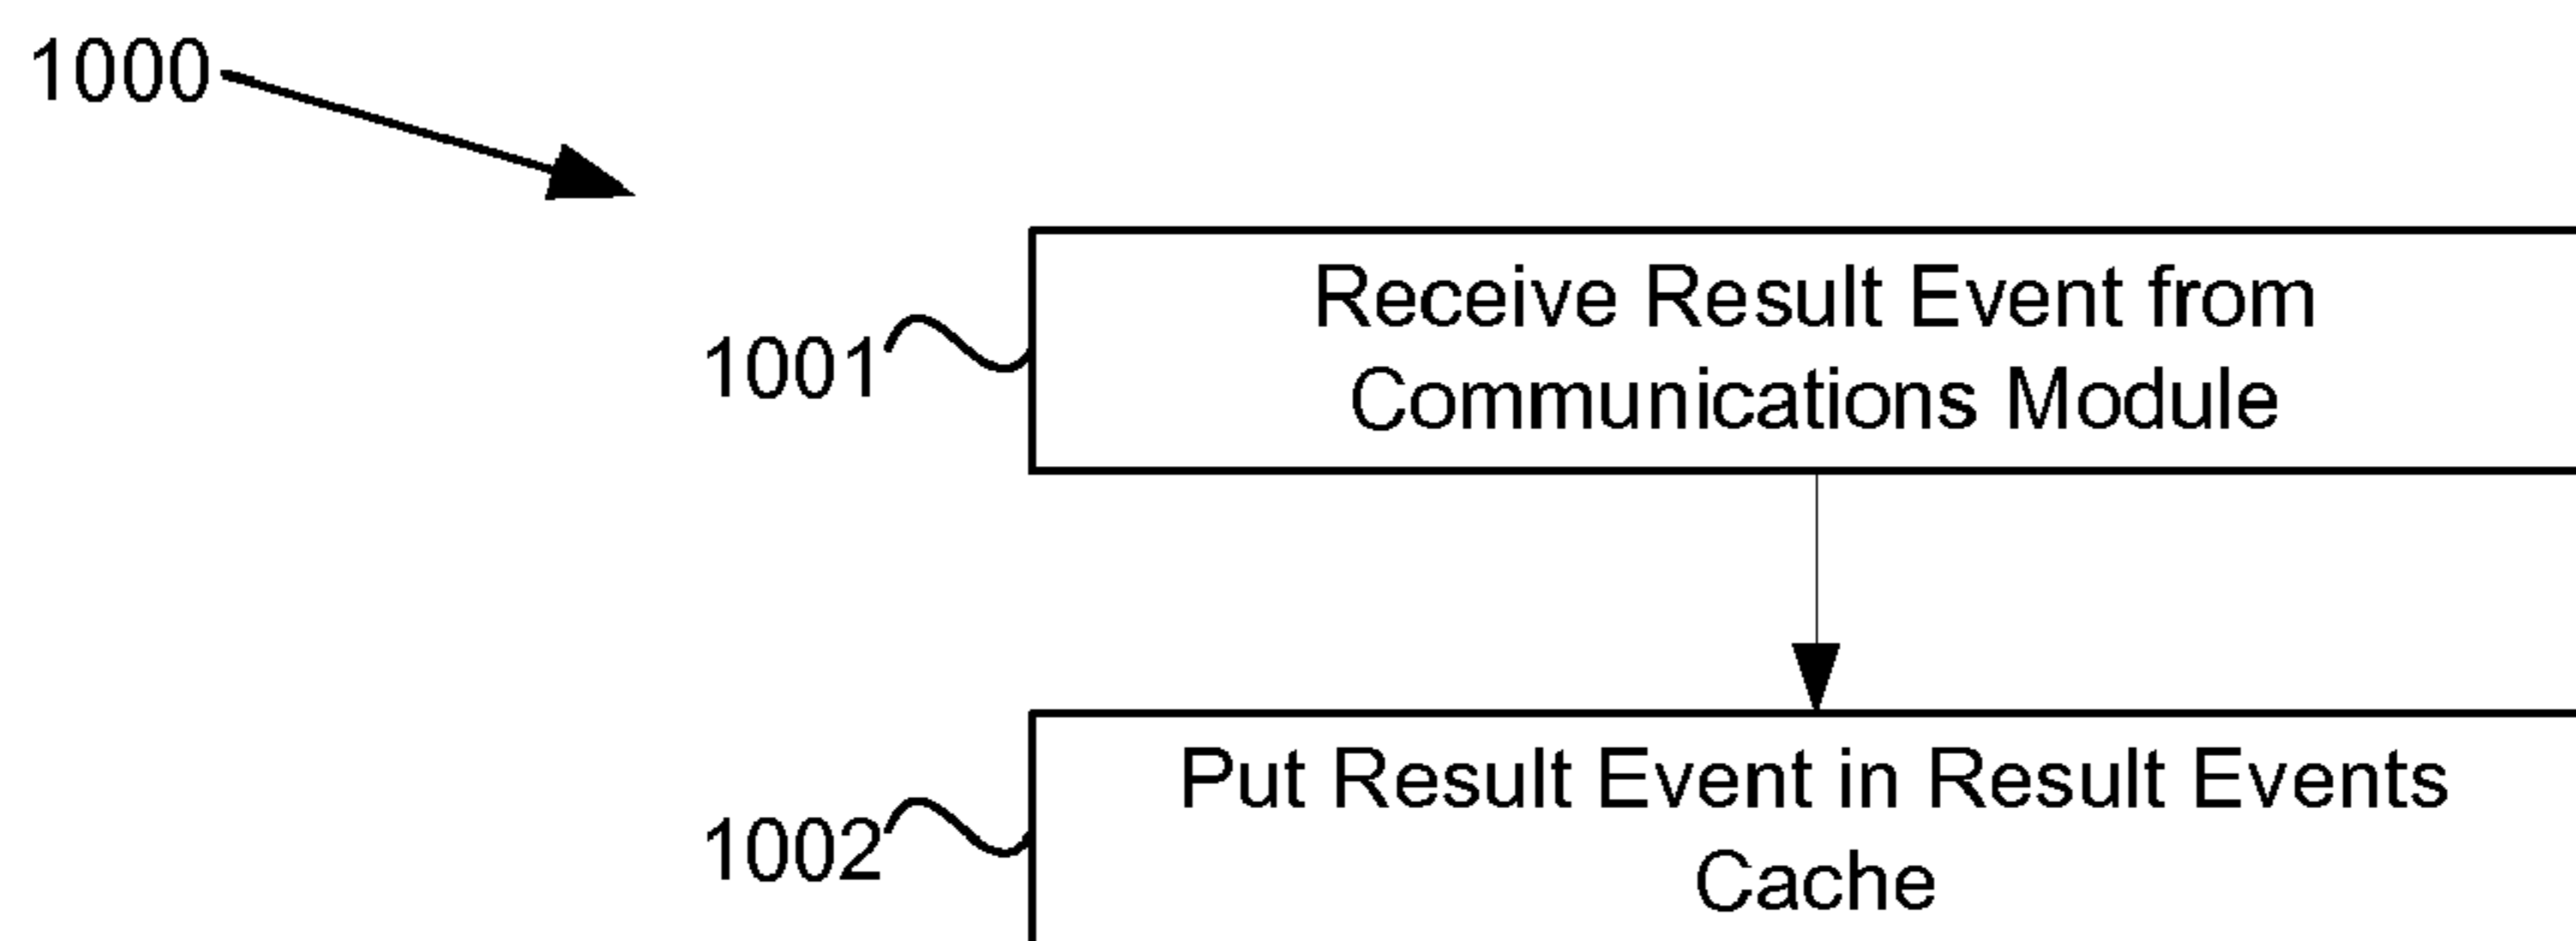 1000
Receive Result Event from
1001
Communications Module
Put Result Event in Result Events
1002
Cache